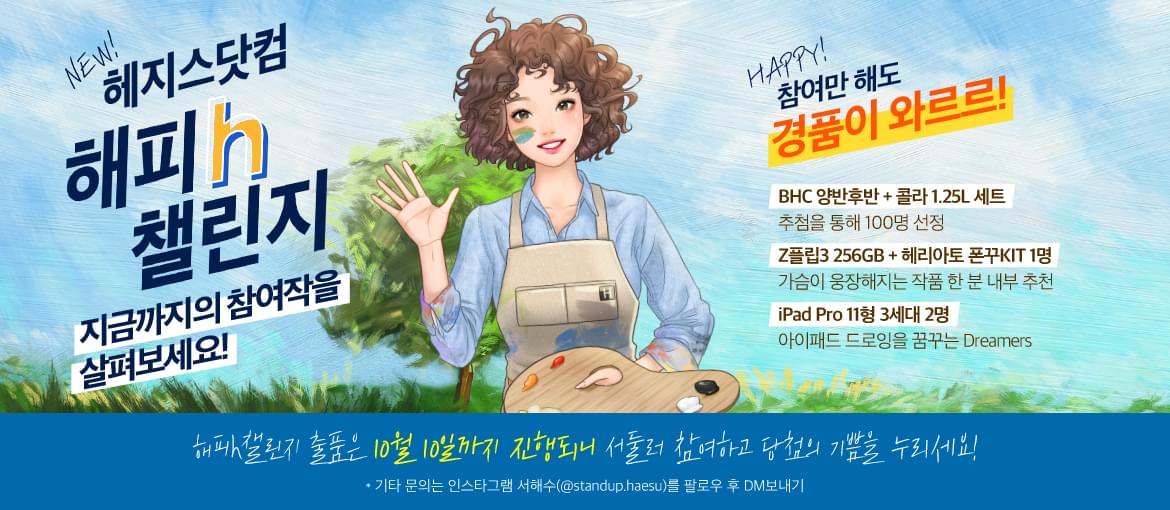 NEW!
헤지스닷컴
해피h
챌린지
지금까지의 참여작을
살펴보세요!
HAPPY!
참여만 해도
경품이 와르르!
BHC 양반후반 + 콜라 1.25L 세트
추첨을 통해 100명 선정
Z플립3 256GB + 헤리아토 폰꾸KIT 1명
가슴이 웅장해지는 작품 한 분 내부 추천
iPad Pro 11형 3세대 2명
아이패드 드로잉을 꿈꾸는 Dreamers
H
해피h챌린지 출품은 10월 10일까지 진행되니 서둘러 참여하고 당첨의 기쁨을 누리세요!
* 기타 문의는 인스타그램 서해수(@standup.haesu)를 팔로우 후 DM보내기